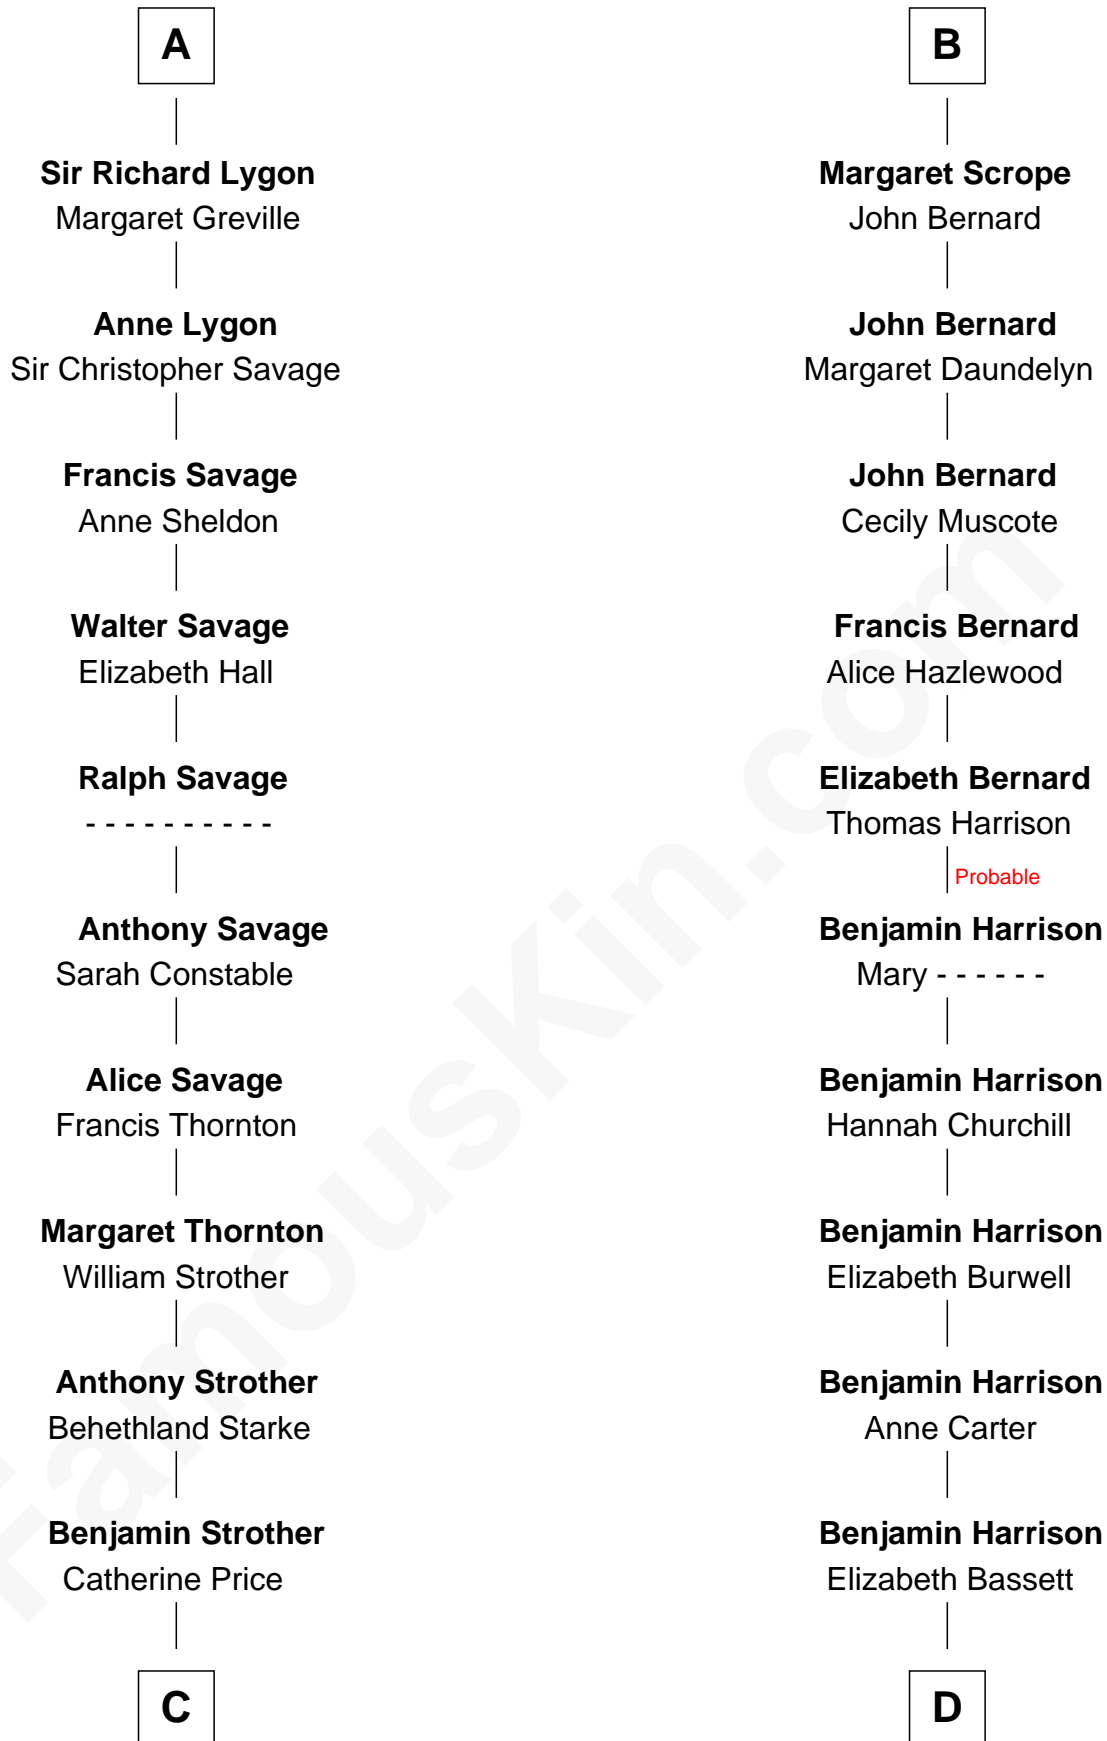 A
Sir Richard Lygon
Margaret Greville
Anne Lygon
Sir Christopher Savage
Francis Savage
Anne Sheldon
Walter Savage
Elizabeth Hall
Ralph Savage
- - - - - - - - - -
Anthony Savage
Sarah Constable
Alice Savage
Francis Thornton
Margaret Thornton
William Strother
Anthony Strother
Behethland Starke
Benjamin Strother
Catherine Price
C
B
Margaret Scrope
John Bernard
John Bernard
Margaret Daundelyn
John Bernard
Cecily Muscote
Francis Bernard
Alice Hazlewood
Elizabeth Bernard
Thomas Harrison
Probable
Benjamin Harrison
Mary - - - - - -
Benjamin Harrison
Hannah Churchill
Benjamin Harrison
Elizabeth Burwell
Benjamin Harrison
Anne Carter
Benjamin Harrison
Elizabeth Bassett
D
FamousKin.com